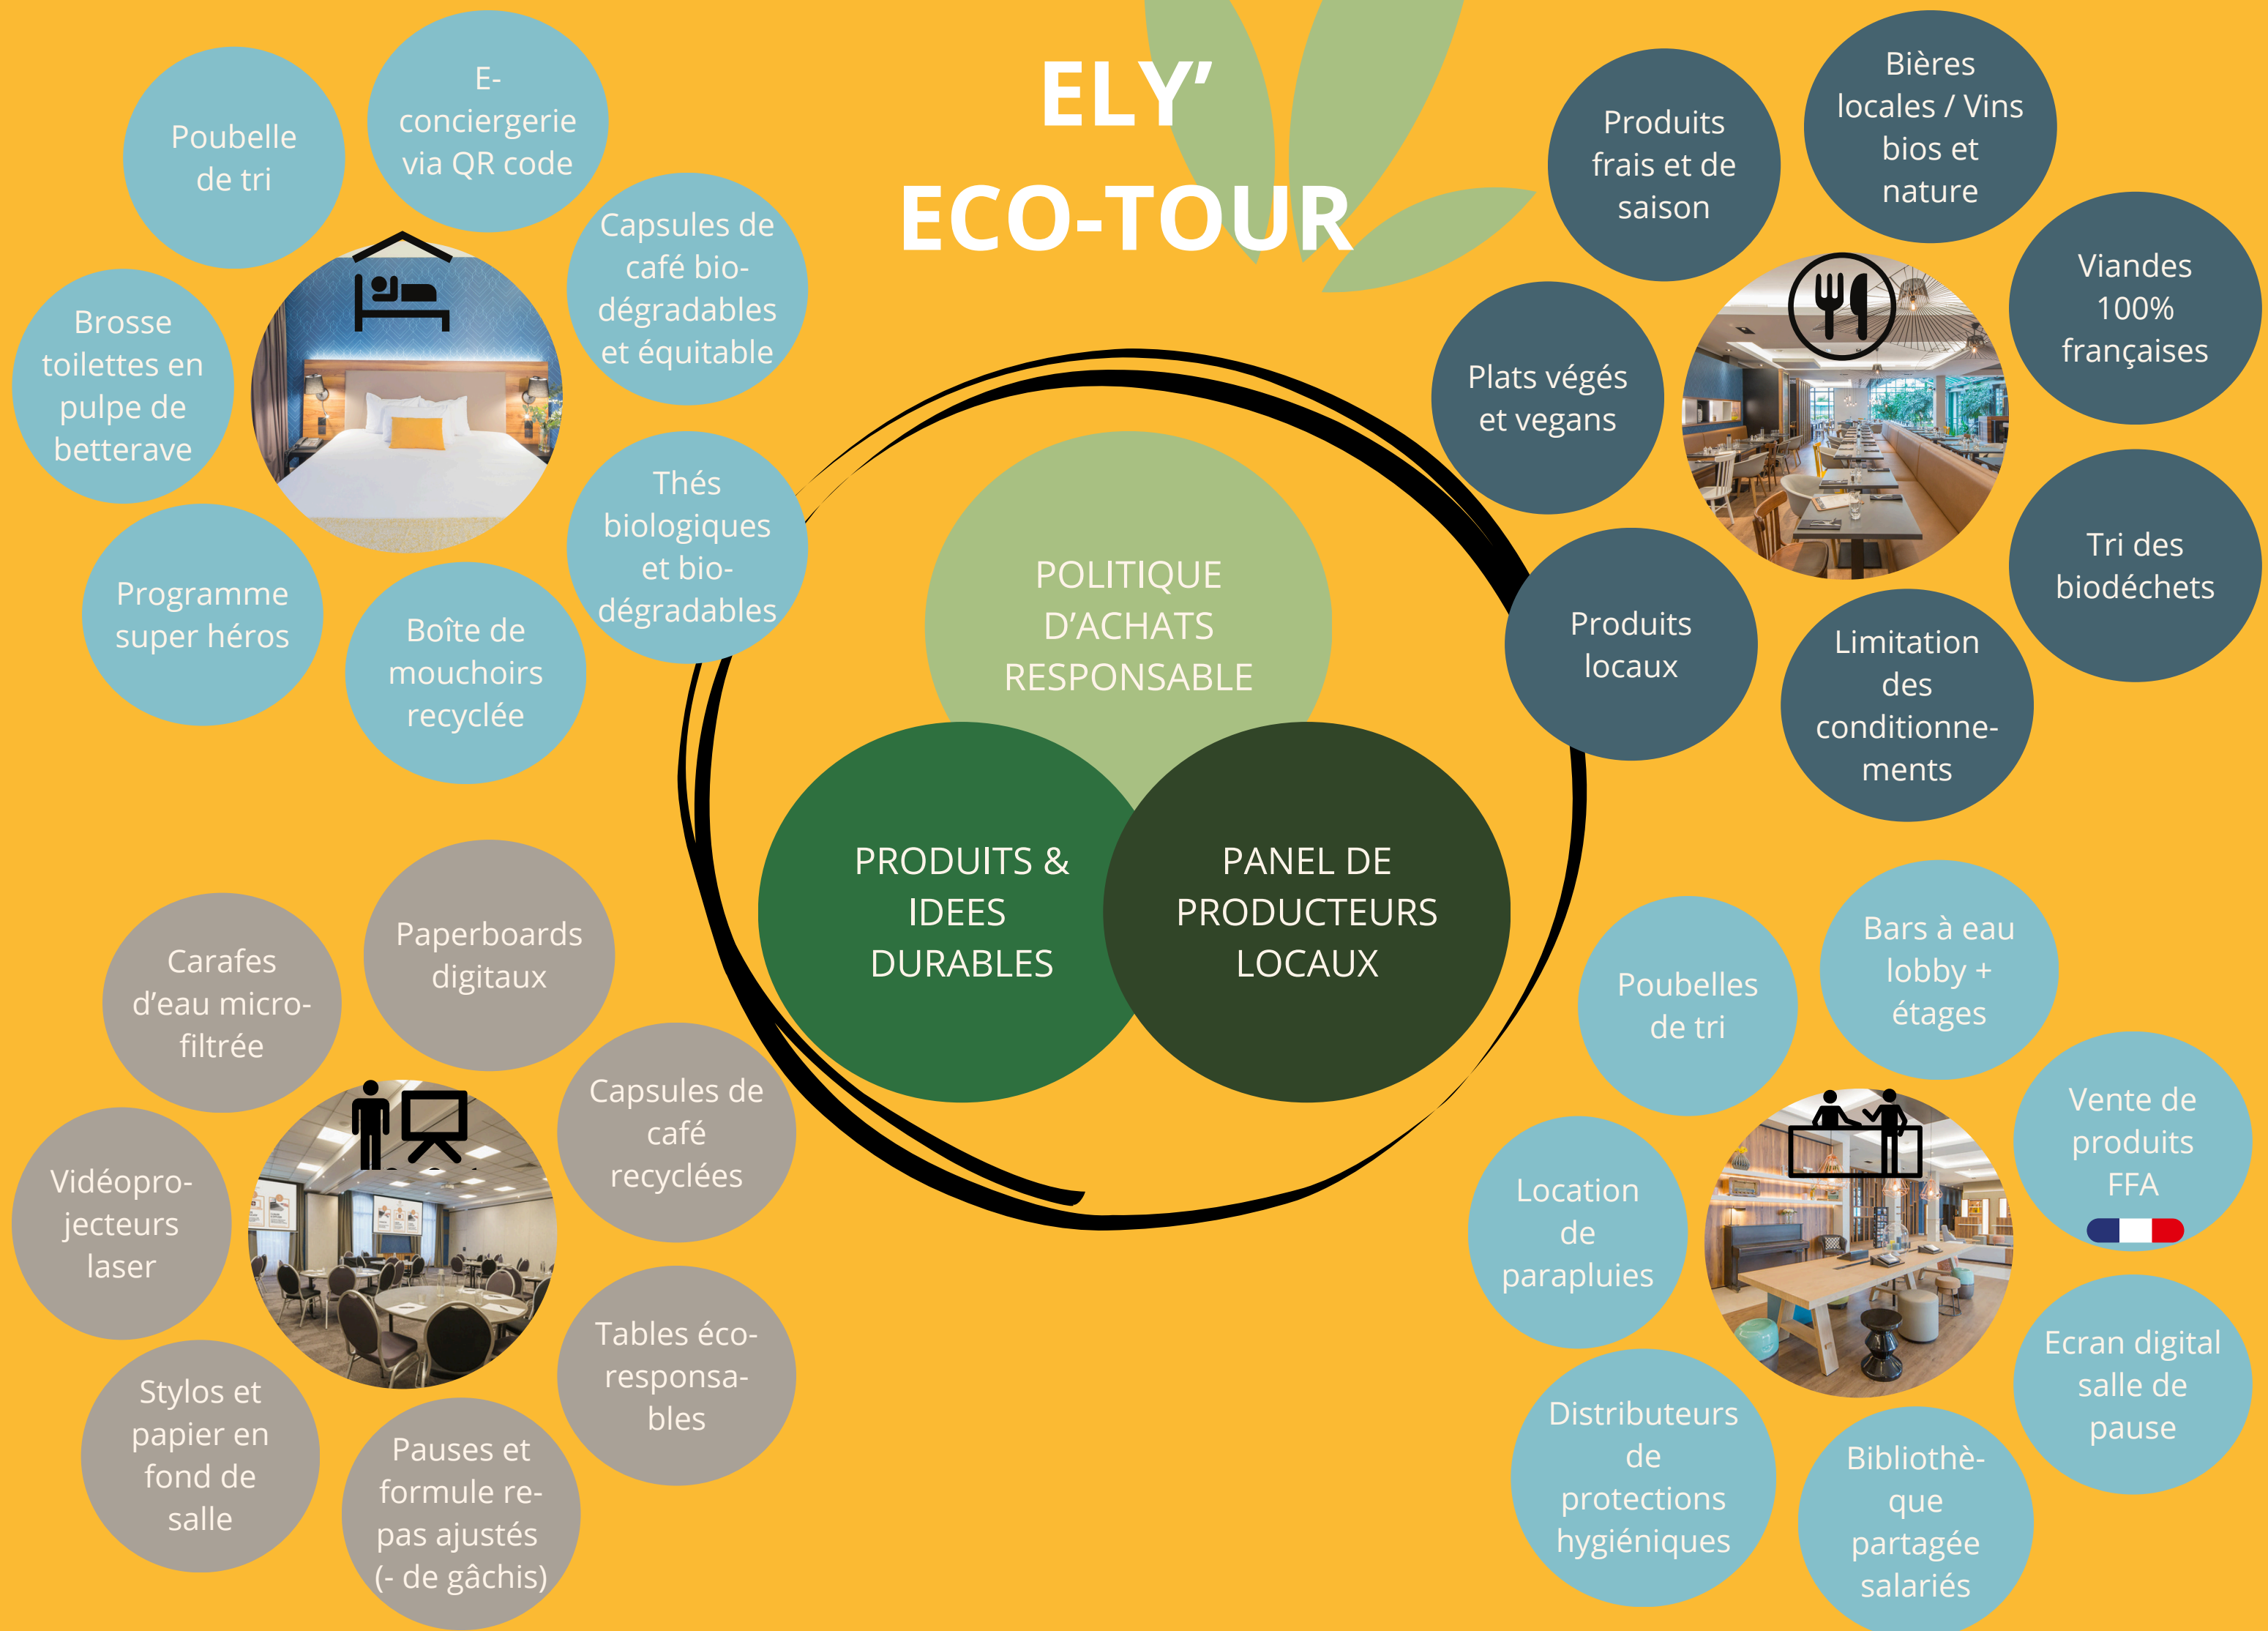 ELY’
ECO-TOUR
Poubelle
de tri
E-
conciergerie
via QR code
Capsules de
café bio-
dégradables
et équitable
Brosse
toilettes en
pulpe de
betterave
Thés
biologiques
et bio-
dégradables
Programme
super héros
Boîte de
mouchoirs
recyclée
Produits
frais et de
saison
Bières
locales / Vins
bios et
nature
Viandes
100%
françaises
Plats végés
et vegans
Tri des
biodéchets
Produits
locaux
Limitation
des
conditionne-
ments
POLITIQUE
D’ACHATS
RESPONSABLE
PRODUITS &
IDEES
DURABLES
PANEL DE
PRODUCTEURS
LOCAUX
Carafes
d’eau micro-
filtrée
Paperboards
digitaux
Capsules de
café
recyclées
Vidéopro-
jecteurs
laser
Tables éco-
responsa-
bles
Stylos et
papier en
fond de
salle
Pauses et
formule re-
pas ajustés
(- de gâchis)
Poubelles
de tri
Bars à eau
lobby +
étages
Vente de
produits
FFA
Location
de
parapluies
Ecran digital
salle de
pause
Distributeurs
de
protections
hygiéniques
Bibliothè-
que
partagée
salariés